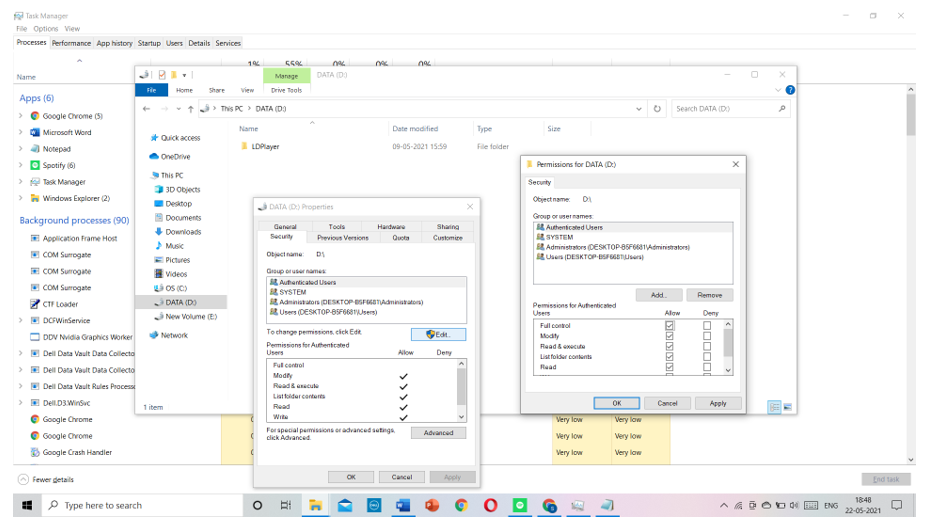 Task Manager
File Options View
Processes Performance App history Startup Users Details Services
1% 55% 0% 0% 0%
Name
Apps (6)
Google Chrome (3)
Microsoft Word
Notepad
Spotify (6)
Task Manager
Windows Explorer (2)
Background processes (90)
Application Frame Host
COM Surrogate
COM Surrogate
COM Surrogate
CTF Loader
DCFWinService
DDV Nvidia Graphics Worker
Dell Data Vault Data Collecto
Dell Data Vault Data Collecto
Dell Data Vault Rules Process
Dell.D3.WinSvc
Google Chrome
Google Chrome
Google Crash Handler
Very low Very low
Very low Very low
Very low Very low
Fewer details
End task
Manage DATA (D:)
File Home Share View Drive Tools
This PC > DATA (D:)
Search DATA (D:)
Quick access
OneDrive
This PC
3D Objects
Desktop
Documents
Downloads
Music
Pictures
Videos
OS (C:)
DATA (D:)
New Volume (E:)
Network
Name Date modified Type Size
LDPlayer 09-05-2021 15:59 File folder
1 item
DATA (D:) Properties
General Tools Hardware Sharing
Security Previous Versions Quota Customize
Object name: D:\
Group or user names:
Authenticated Users
SYSTEM
Administrators (DESKTOP-B5F6681\Administrators)
Users (DESKTOP-B5F6681\Users)
To change permissions, click Edit.
Edit...
Permissions for Authenticated
Users Allow Deny
Full control
Modify
Read & execute
List folder contents
Read
Write
For special permissions or advanced settings,
click Advanced.
Advanced
OK Cancel Apply
Permissions for DATA (D:)
Security
Object name: D:\
Group or user names:
Authenticated Users
SYSTEM
Administrators (DESKTOP-B5F6681\Administrators)
Users (DESKTOP-B5F6681\Users)
Add... Remove
Permissions for Authenticated
Users Allow Deny
Full control
Modify
Read & execute
List folder contents
Read
OK Cancel Apply
Type here to search
ENG
18:48
22-05-2021